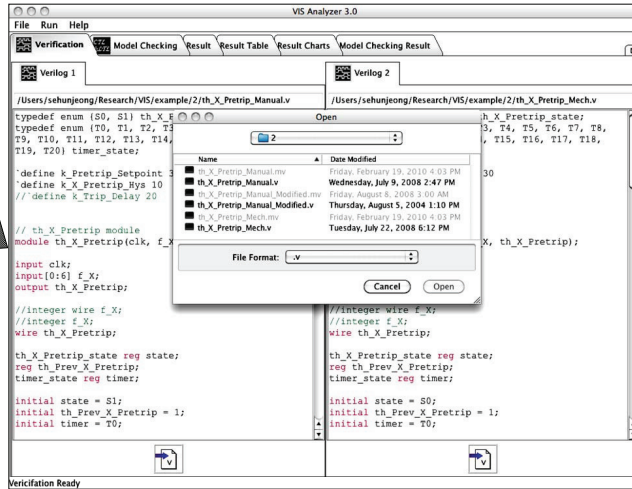 VIS Analyzer 3.0
File Run Help
Verification Model Checking Result Result Table Result Charts Model Checking Result
Verilog 1
Verilog 2
/Users/sehunjeong/Research/VIS/example/2/th_X_Pretrip_Manual.v
/Users/sehunjeong/Research/VIS/example/2/th_X_Pretrip_Mech.v
typedef enum {S0, S1} th_X_P
h_X_Pretrip_state;
typedef enum {T0, T1, T2, T3
3, T4, T5, T6, T7, T8,
T9, T10, T11, T12, T13, T14,
, T15, T16, T17, T18,
T19, T20} timer_state;
`define k_Pretrip_Setpoint 3
30
`define k_X_Pretrip_Hys 10
//`define k_Trip_Delay 20
// th_X_Pretrip module
module th_X_Pretrip(clk, f_X
X, th_X_Pretrip);
input clk;
input[0:6] f_X;
output th_X_Pretrip;
//integer wire f_X;
//integer f_X;
wire th_X_Pretrip;
th_X_Pretrip_state reg state;
reg th_Prev_X_Pretrip;
timer_state reg timer;
initial state = S1;
initial th_Prev_X_Pretrip = 1;
initial timer = T0;
Open
2
Name Date Modified
th_X_Pretrip_Manual.mv Friday, February 19, 2010 4:03 PM
th_X_Pretrip_Manual.v Wednesday, July 9, 2008 2:47 PM
th_X_Pretrip_Manual_Modified.mv Friday, August 8, 2008 3:00 AM
th_X_Pretrip_Manual_Modified.v Thursday, August 5, 2004 1:10 PM
th_X_Pretrip_Mech.mv Friday, February 19, 2010 4:03 PM
th_X_Pretrip_Mech.v Tuesday, July 22, 2008 6:12 PM
File Format: .v
Cancel Open
//integer wire f_X;
//integer f_X;
wire th_X_Pretrip;
th_X_Pretrip_state reg state;
reg th_Prev_X_Pretrip;
timer_state reg timer;
initial state = S0;
initial th_Prev_X_Pretrip = 1;
initial timer = T0;
V
V
Vericifation Ready